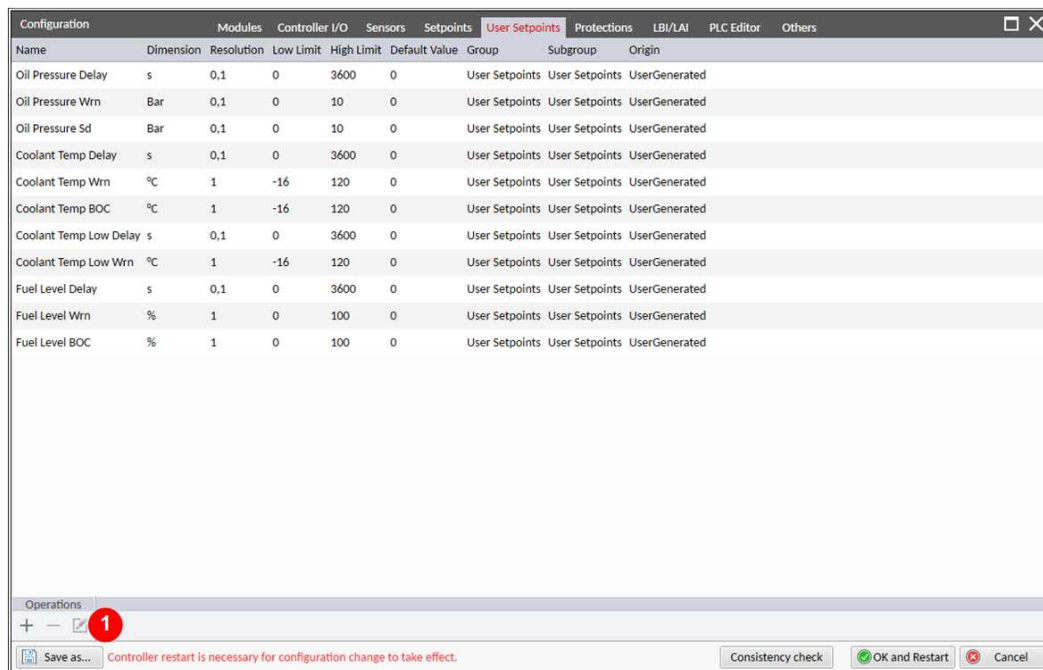 Configuration Modules Controller I/O Sensors Setpoints User Setpoints Protections LBI/LAI PLC Editor Others
Name Dimension Resolution Low Limit High Limit Default Value Group Subgroup Origin
Oil Pressure Delay s 0,1 0 3600 0 User Setpoints User Setpoints UserGenerated
Oil Pressure Wrn Bar 0,1 0 10 0 User Setpoints User Setpoints UserGenerated
Oil Pressure Sd Bar 0,1 0 10 0 User Setpoints User Setpoints UserGenerated
Coolant Temp Delay s 0,1 0 3600 0 User Setpoints User Setpoints UserGenerated
Coolant Temp Wrn °C 1 -16 120 0 User Setpoints User Setpoints UserGenerated
Coolant Temp BOC °C 1 -16 120 0 User Setpoints User Setpoints UserGenerated
Coolant Temp Low Delay s 0,1 0 3600 0 User Setpoints User Setpoints UserGenerated
Coolant Temp Low Wrn °C 1 -16 120 0 User Setpoints User Setpoints UserGenerated
Fuel Level Delay s 0,1 0 3600 0 User Setpoints User Setpoints UserGenerated
Fuel Level Wrn % 1 0 100 0 User Setpoints User Setpoints UserGenerated
Fuel Level BOC % 1 0 100 0 User Setpoints User Setpoints UserGenerated
Operations
1
Save as... Controller restart is necessary for configuration change to take effect. Consistency check OK and Restart Cancel